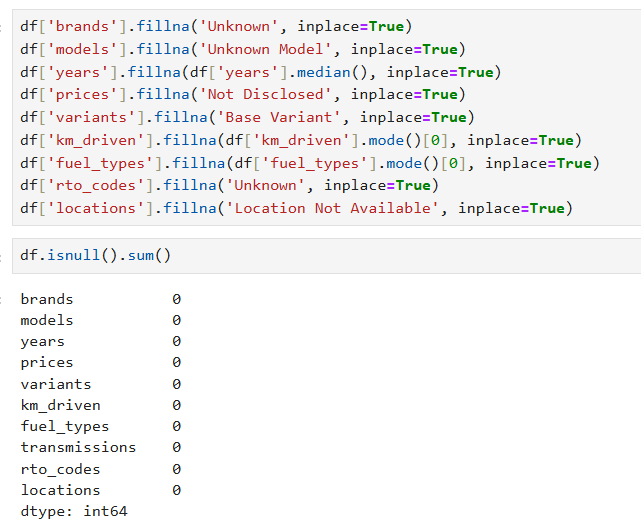 df['brands'].fillna('Unknown', inplace=True)
df['models'].fillna('Unknown Model', inplace=True)
df['years'].fillna(df['years'].median(), inplace=True)
df['prices'].fillna('Not Disclosed', inplace=True)
df['variants'].fillna('Base Variant', inplace=True)
df['km_driven'].fillna(df['km_driven'].mode()[0], inplace=True)
df['fuel_types'].fillna(df['fuel_types'].mode()[0], inplace=True)
df['rto_codes'].fillna('Unknown', inplace=True)
df['locations'].fillna('Location Not Available', inplace=True)
df.isnull().sum()
brands 0
models 0
years 0
prices 0
variants 0
km_driven 0
fuel_types 0
transmissions 0
rto_codes 0
locations 0
dtype: int64